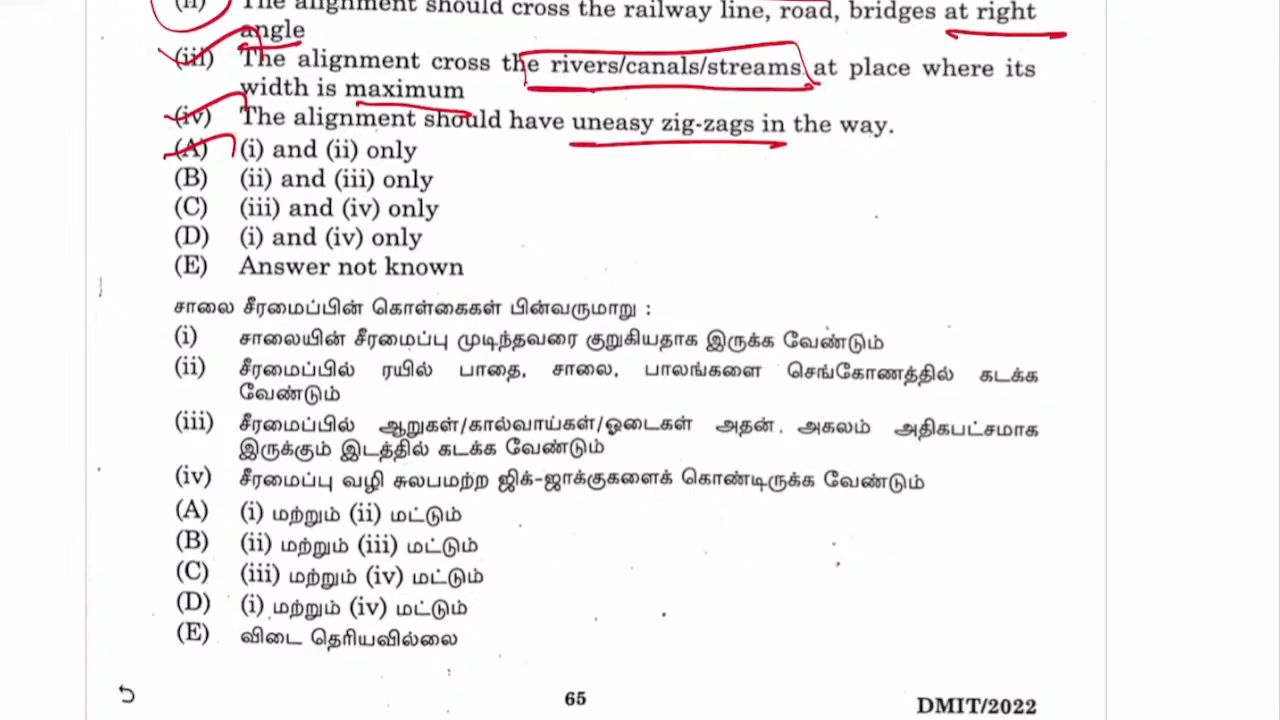 (ii) The alignment should cross the railway line, road, bridges at right
angle
(iii) The alignment cross the rivers/canals/streams at place where its
width is maximum
(iv) The alignment should have uneasy zig-zags in the way.
(A) (i) and (ii) only
(B) (ii) and (iii) only
(C) (iii) and (iv) only
(D) (i) and (iv) only
(E) Answer not known
சாலை சீரமைப்பின் கொள்கைகள் பின்வருமாறு :
(i) சாலையின் சீரமைப்பு முடிந்தவரை குறுகியதாக இருக்க வேண்டும்
(ii) சீரமைப்பில் ரயில் பாதை, சாலை, பாலங்களை செங்கோணத்தில் கடக்க
வேண்டும்
(iii) சீரமைப்பில் ஆறுகள்/கால்வாய்கள்/ஓடைகள் அதன் அகலம் அதிகபட்சமாக
இருக்கும் இடத்தில் கடக்க வேண்டும்
(iv) சீரமைப்பு வழி சுலபமற்ற ஜிக்-ஜாக்குகளைக் கொண்டிருக்க வேண்டும்
(A) (i) மற்றும் (ii) மட்டும்
(B) (ii) மற்றும் (iii) மட்டும்
(C) (iii) மற்றும் (iv) மட்டும்
(D) (i) மற்றும் (iv) மட்டும்
(E) விடை தெரியவில்லை
65
DMIT/2022